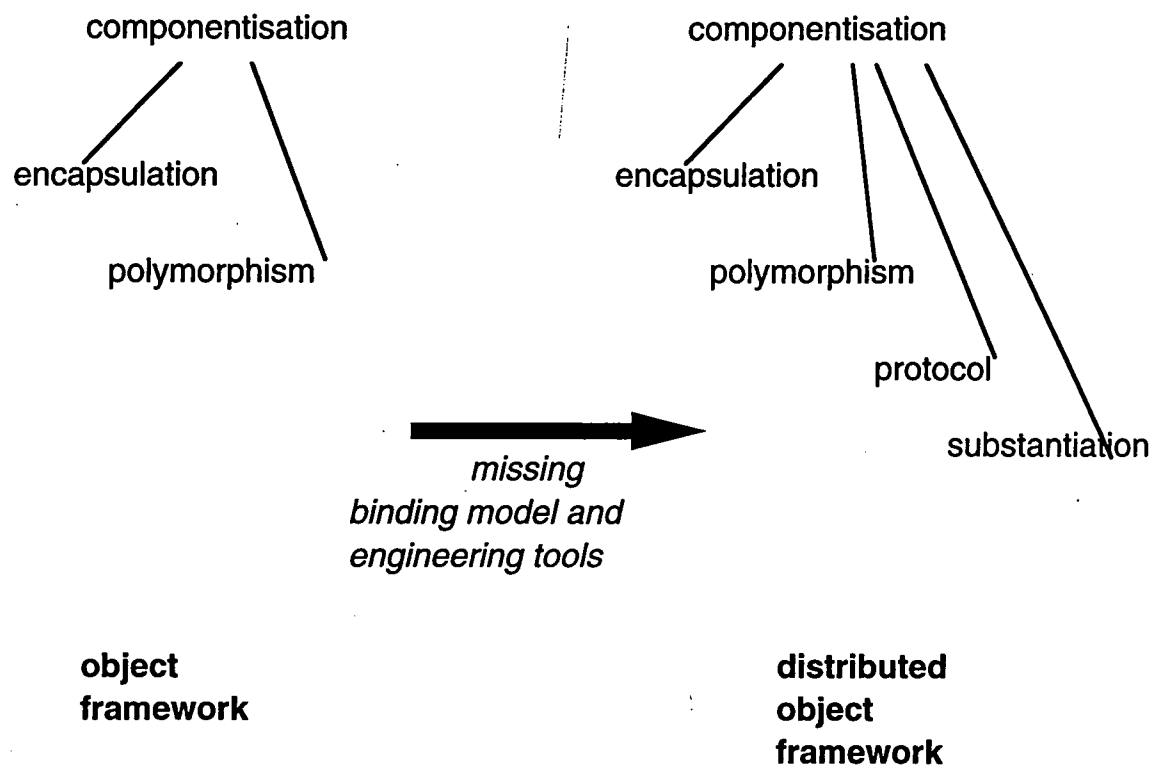 componentisation
encapsulation
polymorphism
missing
binding model and
engineering tools
object
framework
componentisation
encapsulation
polymorphism
protocol
substantiation
distributed
object
framework